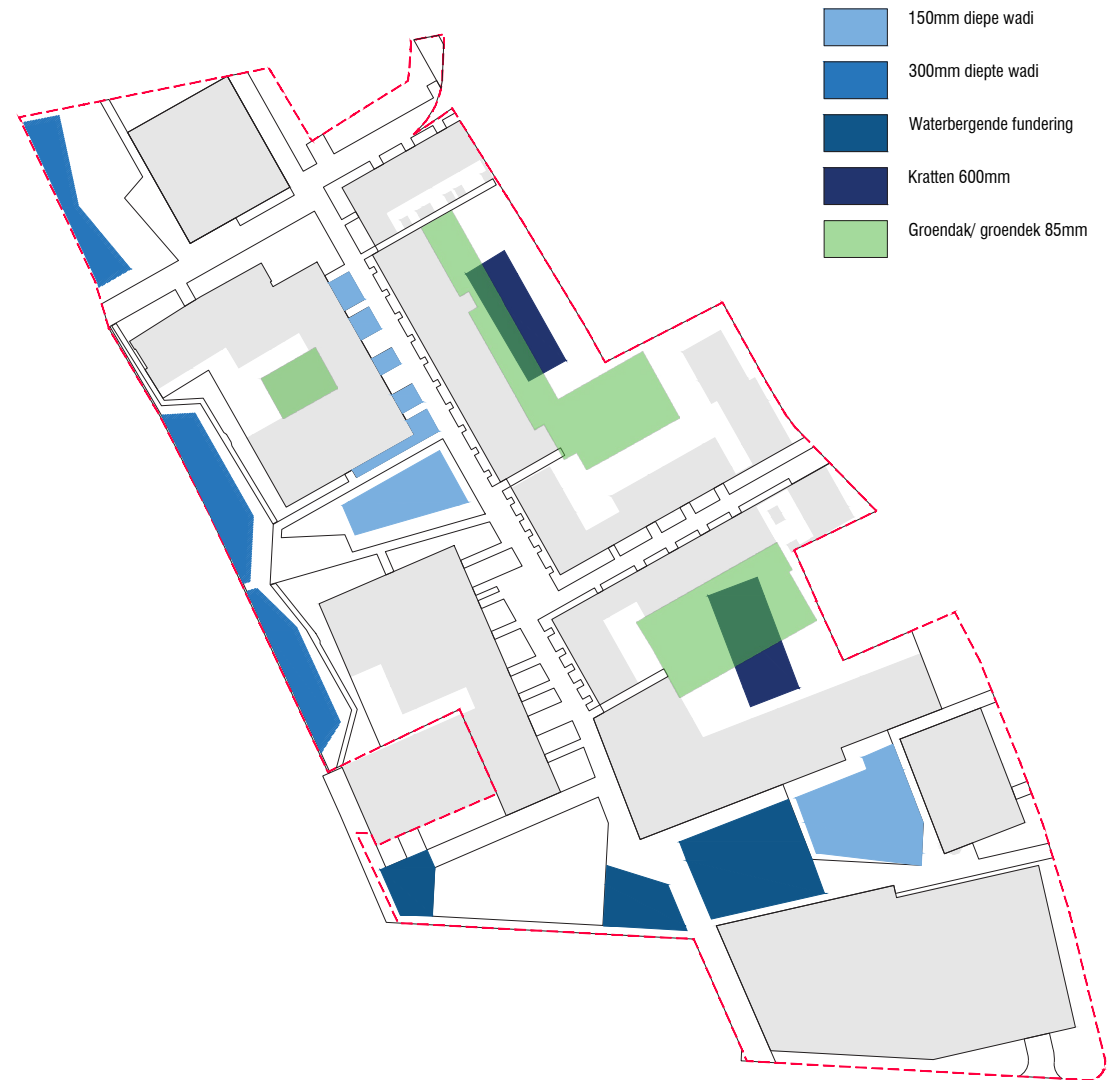 150mm diepe wadi
300mm diepte wadi
Waterbergende fundering
Kratten 600mm
Groendak/ groendek 85mm